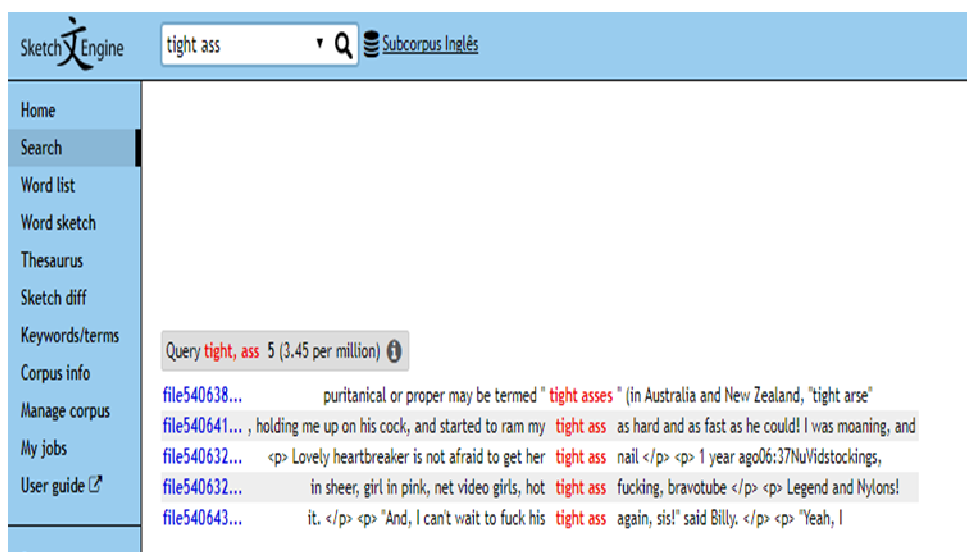 Sketch 文 Engine
tight ass
Subcorpus Inglês
Home
Search
Word list
Word sketch
Thesaurus
Sketch diff
Keywords/terms
Corpus info
Manage corpus
My jobs
User guide
Query tight, ass 5 (3.45 per million)
file540638... puritanical or proper may be termed " tight asses " (in Australia and New Zealand, "tight arse"
file540641... , holding me up on his cock, and started to ram my tight ass as hard and as fast as he could! I was moaning, and
file540632... <p> Lovely heartbreaker is not afraid to get her tight ass nail </p> <p> 1 year ago06:37NuVidstockings,
file540632... in sheer, girl in pink, net video girls, hot tight ass fucking, bravotube </p> <p> Legend and Nylons!
file540643... it. </p> <p> "And, I can't wait to fuck his tight ass again, sis!" said Billy. </p> <p> "Yeah, I